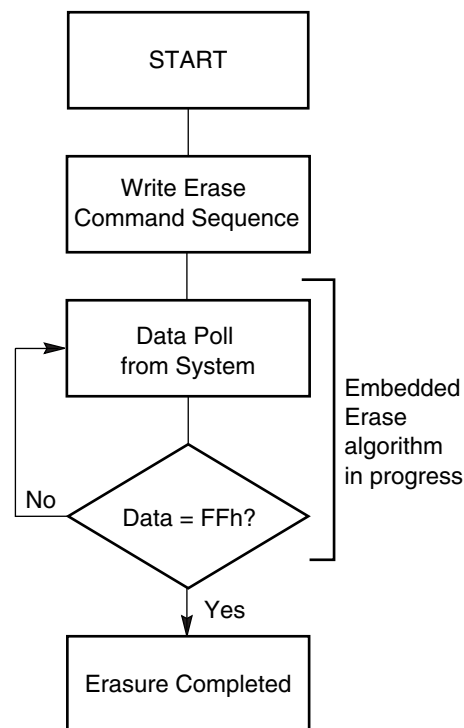 START
Write Erase
Command Sequence
Data Poll
from System
Embedded
Erase
algorithm
in progress
No
Data = FFh?
Yes
Erasure Completed